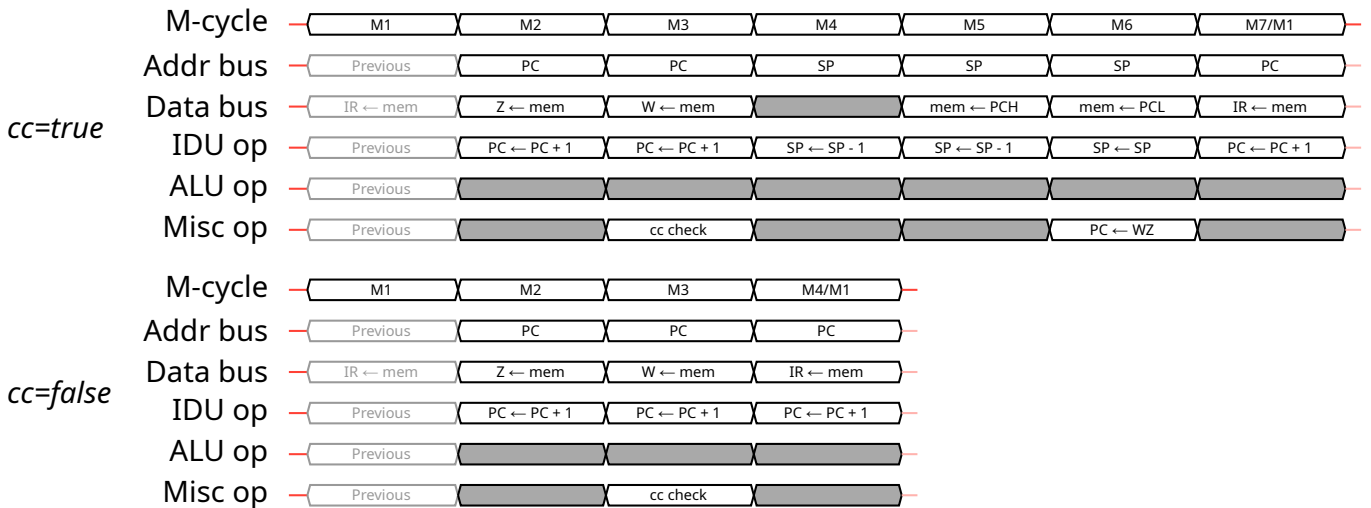 M-cycle M1 M2 M3 M4 M5 M6 M7/M1
Addr bus Previous PC PC SP SP SP PC
Data bus IR ← mem Z ← mem W ← mem mem ← PCH mem ← PCL IR ← mem
cc=true
IDU op Previous PC ← PC + 1 PC ← PC + 1 SP ← SP - 1 SP ← SP - 1 SP ← SP PC ← PC + 1
ALU op Previous
Misc op Previous cc check PC ← WZ
M-cycle M1 M2 M3 M4/M1
Addr bus Previous PC PC PC
Data bus IR ← mem Z ← mem W ← mem IR ← mem
cc=false
IDU op Previous PC ← PC + 1 PC ← PC + 1 PC ← PC + 1
ALU op Previous
Misc op Previous cc check